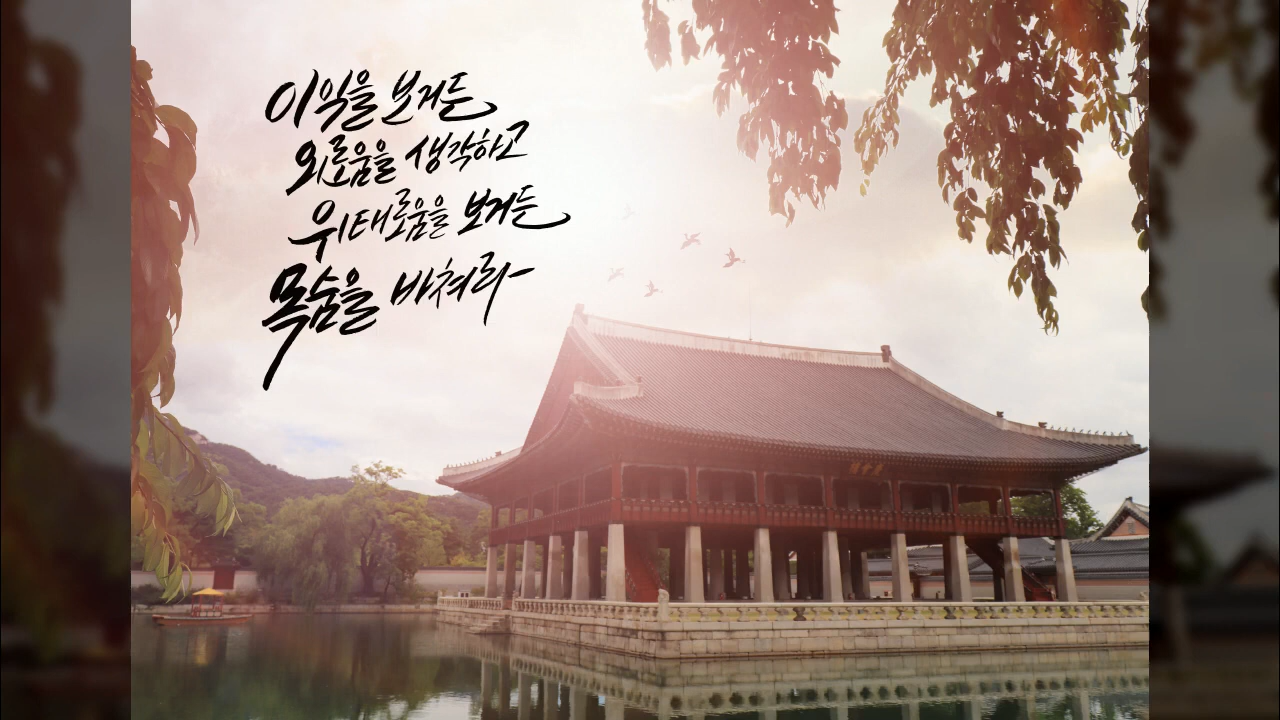 이익을 보거든
의로움을 생각하고
위태로움을 보거든
목숨을 바쳐라